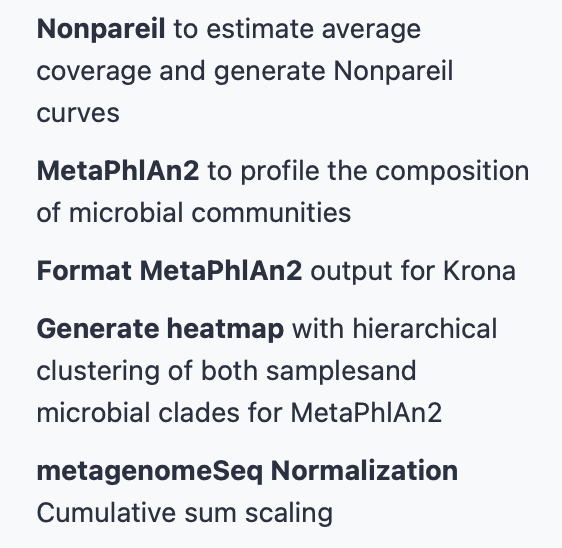 Nonpareil to estimate average
coverage and generate Nonpareil
curves
MetaPhlAn2 to profile the composition
of microbial communities
Format MetaPhlAn2 output for Krona
Generate heatmap with hierarchical
clustering of both samplesand
microbial clades for MetaPhlAn2
metagenomeSeq Normalization
Cumulative sum scaling